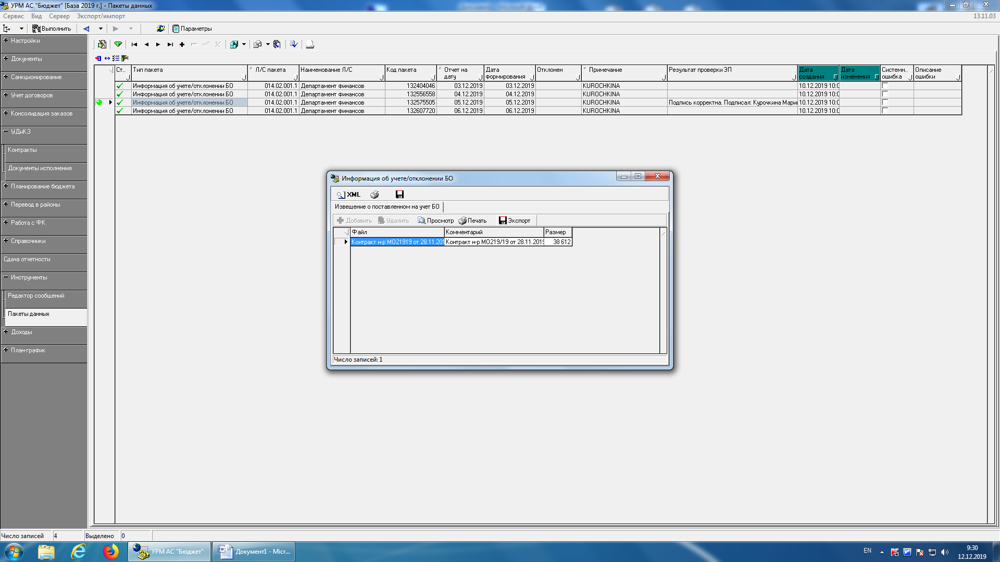 УРМ АС "Бюджет" [База 2019 г.] - Пакеты данных
Сервис Вид Сервер Экспорт/импорт 13.11.03
Выполнить Параметры
Настройки
Документы
Санкционирование
Учет договоров
Консолидация заказов
УДиКЗ
Контракты
Документы исполнения
Планирование бюджета
Перевод в районы
Работа с ФК
Справочники
Сдача отчетности
Инструменты
Редактор сообщений
Пакеты данных
Доходы
План-график
Ст.. Тип пакета Л/С пакета Наименование Л/С Код пакета Отчет на дату Дата формирования Отклонен Примечание Результат проверки ЭП Дата создания Дата изменения Системн.. ошибка Описание ошибки
Информация об учете/отклонении БО 014.02.001.1 Департамент финансов 132404046 03.12.2019 03.12.2019 KUROCHKINA 10.12.2019 10:0
Информация об учете/отклонении БО 014.02.001.1 Департамент финансов 132556558 04.12.2019 04.12.2019 KUROCHKINA 10.12.2019 10:0
Информация об учете/отклонении БО 014.02.001.1 Департамент финансов 132575505 05.12.2019 05.12.2019 KUROCHKINA Подпись корректна. Подписал: Курочкина Мари 10.12.2019 10:0
Информация об учете/отклонении БО 014.02.001.1 Департамент финансов 132607720 06.12.2019 06.12.2019 KUROCHKINA 10.12.2019 10:0
Информация об учете/отклонении БО
XML
Извещение о поставленном на учет БО
Добавить Удалить Просмотр Печать Экспорт
Файл Комментарий Размер
Контракт н-р МО21919 от 28.11.201 Контракт н-р МО219/19 от 28.11.2019 38 612
Число записей: 1
Число записей 4 Выделено 0
УРМ АС "Бюджет" Документ1 - Micr... EN 9:30
12.12.2019